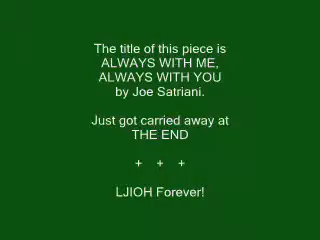 The title of this piece is
ALWAYS WITH ME,
ALWAYS WITH YOU
by Joe Satriani.
Just got carried away at
THE END
+ + +
LJIOH Forever!